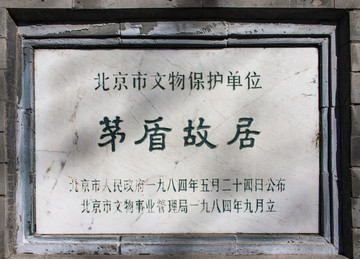 北京市文物保护单位
茅盾故居
北京市人民政府一九八四年五月二十四日公布
北京市文物事业管理局一九八四年九月立